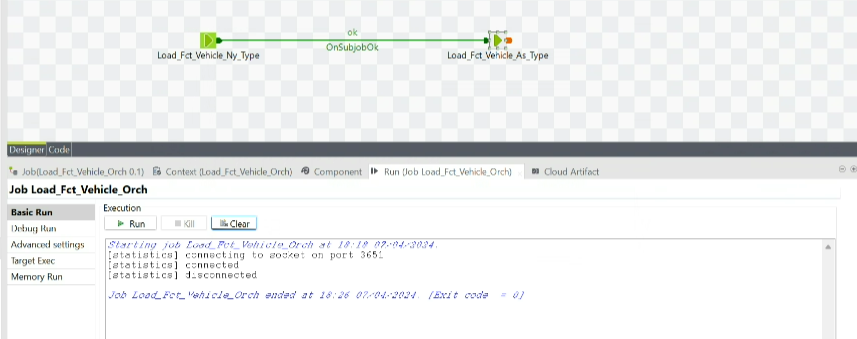 ok
OnSubjobOk
Load_Fct_Vehicle_Ny_Type
Load_Fct_Vehicle_As_Type
Designer Code
Job(Load_Fct_Vehicle_Orch 0.1) Context (Load_Fct_Vehicle_Orch) Component Run (Job Load_Fct_Vehicle_Orch) Cloud Artifact
Job Load_Fct_Vehicle_Orch
Basic Run
Debug Run
Advanced settings
Target Exec
Memory Run
Execution
Run Kill Clear
Starting job Load_Fct_Vehicle_Orch at 18:18 07/04/2024.
[statistics] connecting to socket on port 3651
[statistics] connected
[statistics] disconnected
Job Load_Fct_Vehicle_Orch ended at 18:26 07/04/2024. [Exit code = 0]